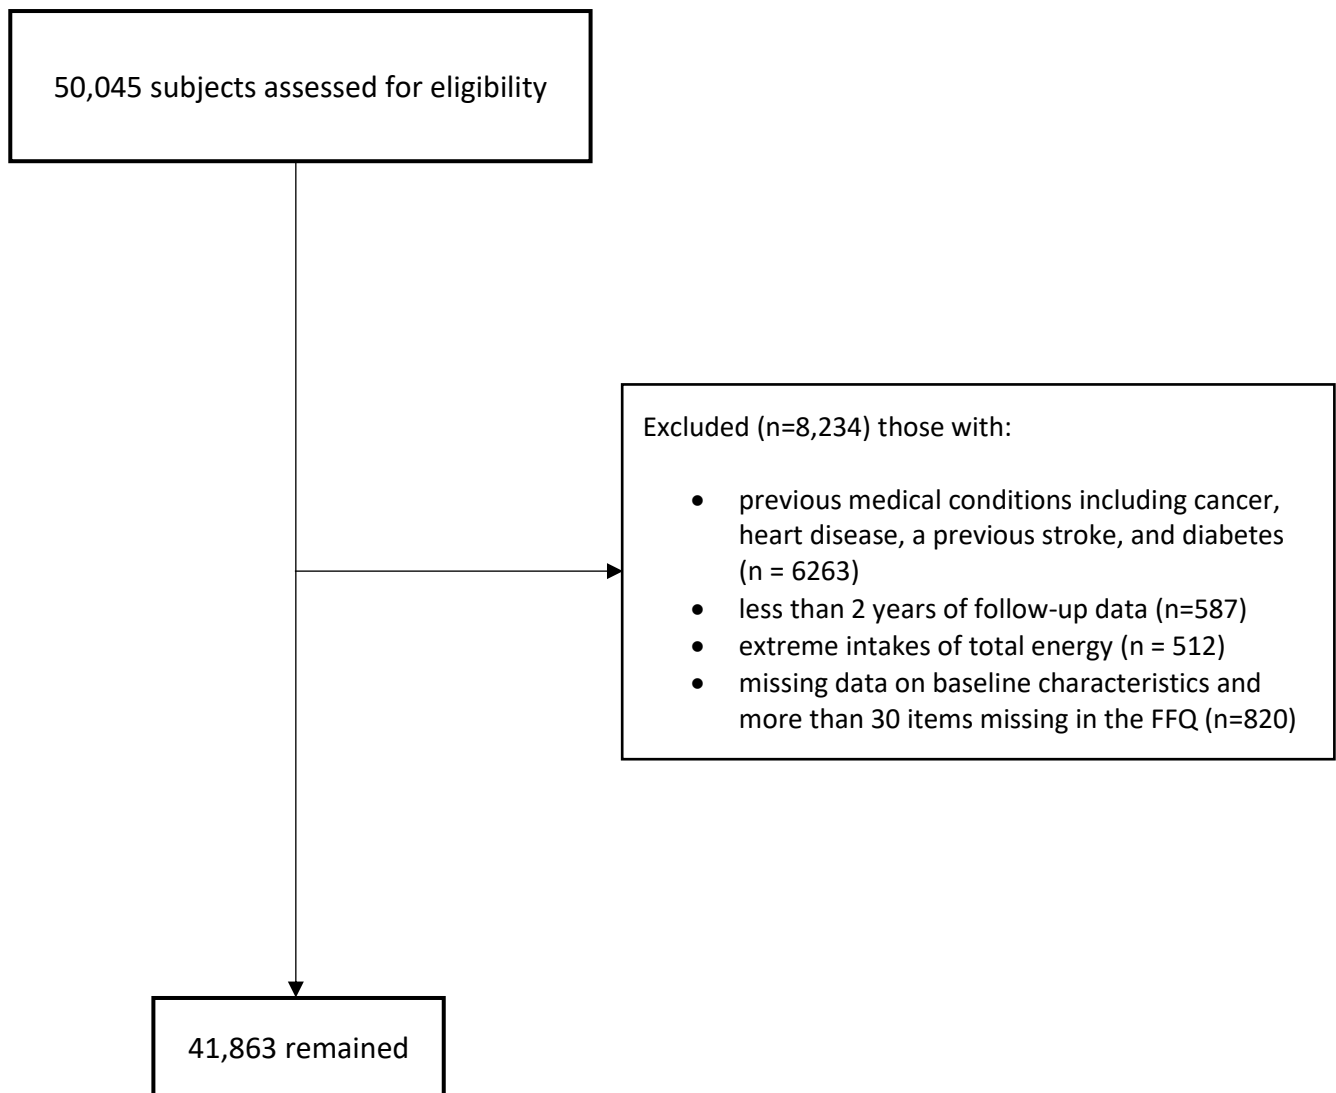 50,045 subjects assessed for eligibility
Excluded (n=8,234) those with:
• previous medical conditions including cancer,
heart disease, a previous stroke, and diabetes
(n = 6263)
• less than 2 years of follow-up data (n=587)
• extreme intakes of total energy (n = 512)
• missing data on baseline characteristics and
more than 30 items missing in the FFQ (n=820)
41,863 remained